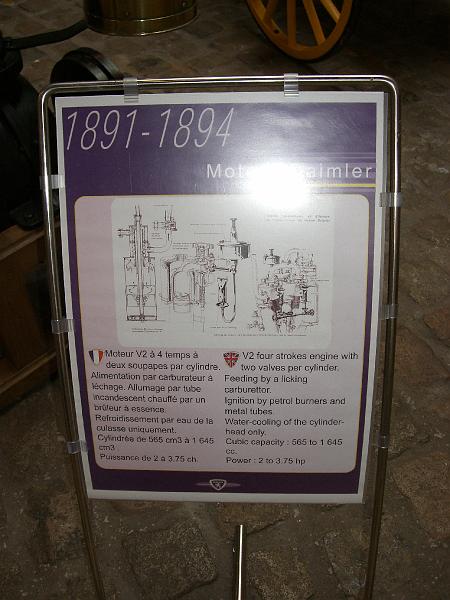 1891-1894
Moteur Daimler
Moteur V2 à 4 temps à
deux soupapes par cylindre.
Alimentation par carburateur à
léchage. Allumage par tube
incandescent chauffé par un
brûleur à essence.
Refroidissement par eau de la
culasse uniquement.
Cylindrée de 565 cm3 à 1 645
cm3
Puissance de 2 à 3.75 ch.
V2 four strokes engine with
two valves per cylinder.
Feeding by a licking
carburettor.
Ignition by petrol burners and
metal tubes.
Water-cooling of the cylinder-
head only.
Cubic capacity : 565 to 1 645
cc.
Power : 2 to 3.75 hp